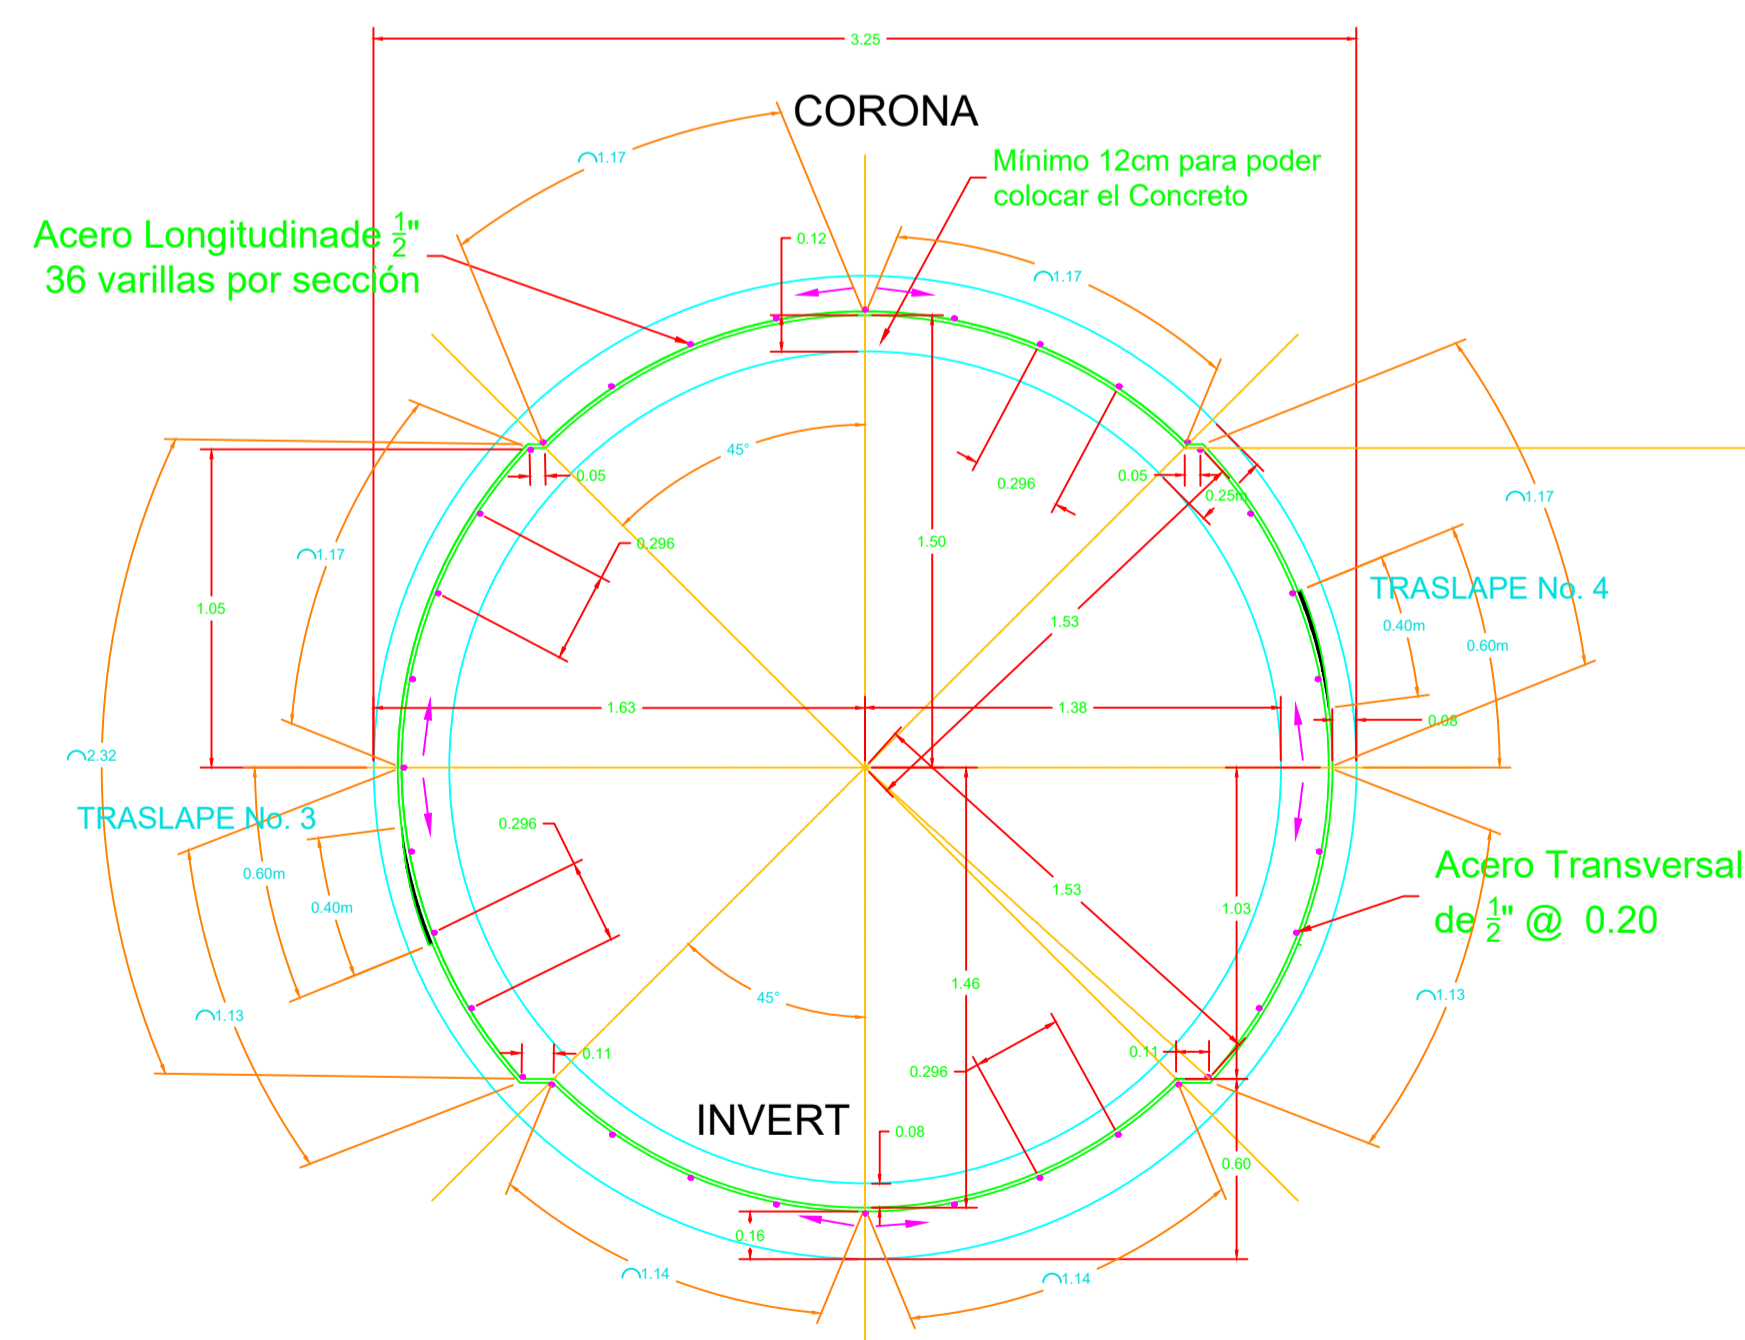 3.25
CORONA
⌒1.17
Mínimo 12cm para poder
colocar el Concreto
Acero Longitudinade 1/2"
36 varillas por sección
0.12
⌒1.17
45°
0.05
0.296
0.05
0.25m
⌒1.17
⌒1.17
0.296
1.50
1.05
TRASLAPE No. 4
1.53
0.40m
0.60m
1.63
1.38
0.08
⌒2.32
TRASLAPE No. 3
0.296
0.60m
0.40m
1.53
1.03
Acero Transversal
de 1/2" @ 0.20
1.46
45°
⌒1.13
⌒1.13
0.11
0.11
0.296
INVERT
0.08
0.60
0.16
⌒1.14
⌒1.14